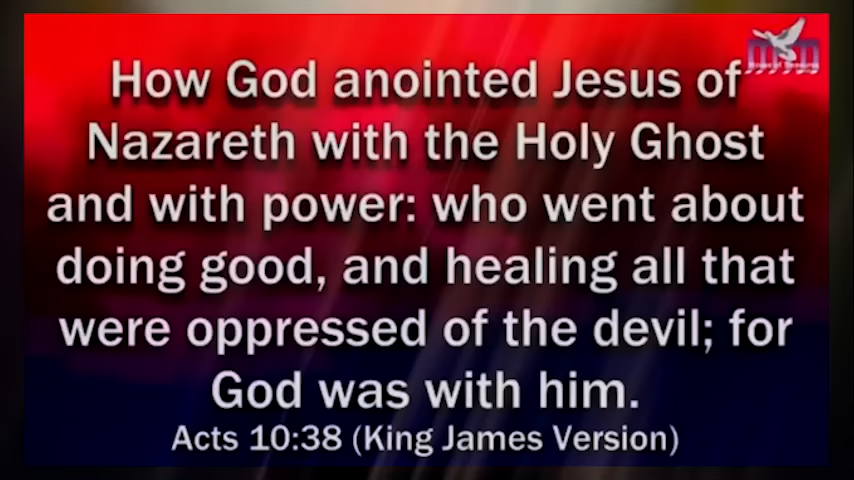 How God anointed Jesus of
Nazareth with the Holy Ghost
and with power: who went about
doing good, and healing all that
were oppressed of the devil; for
God was with him.
Acts 10:38 (King James Version)